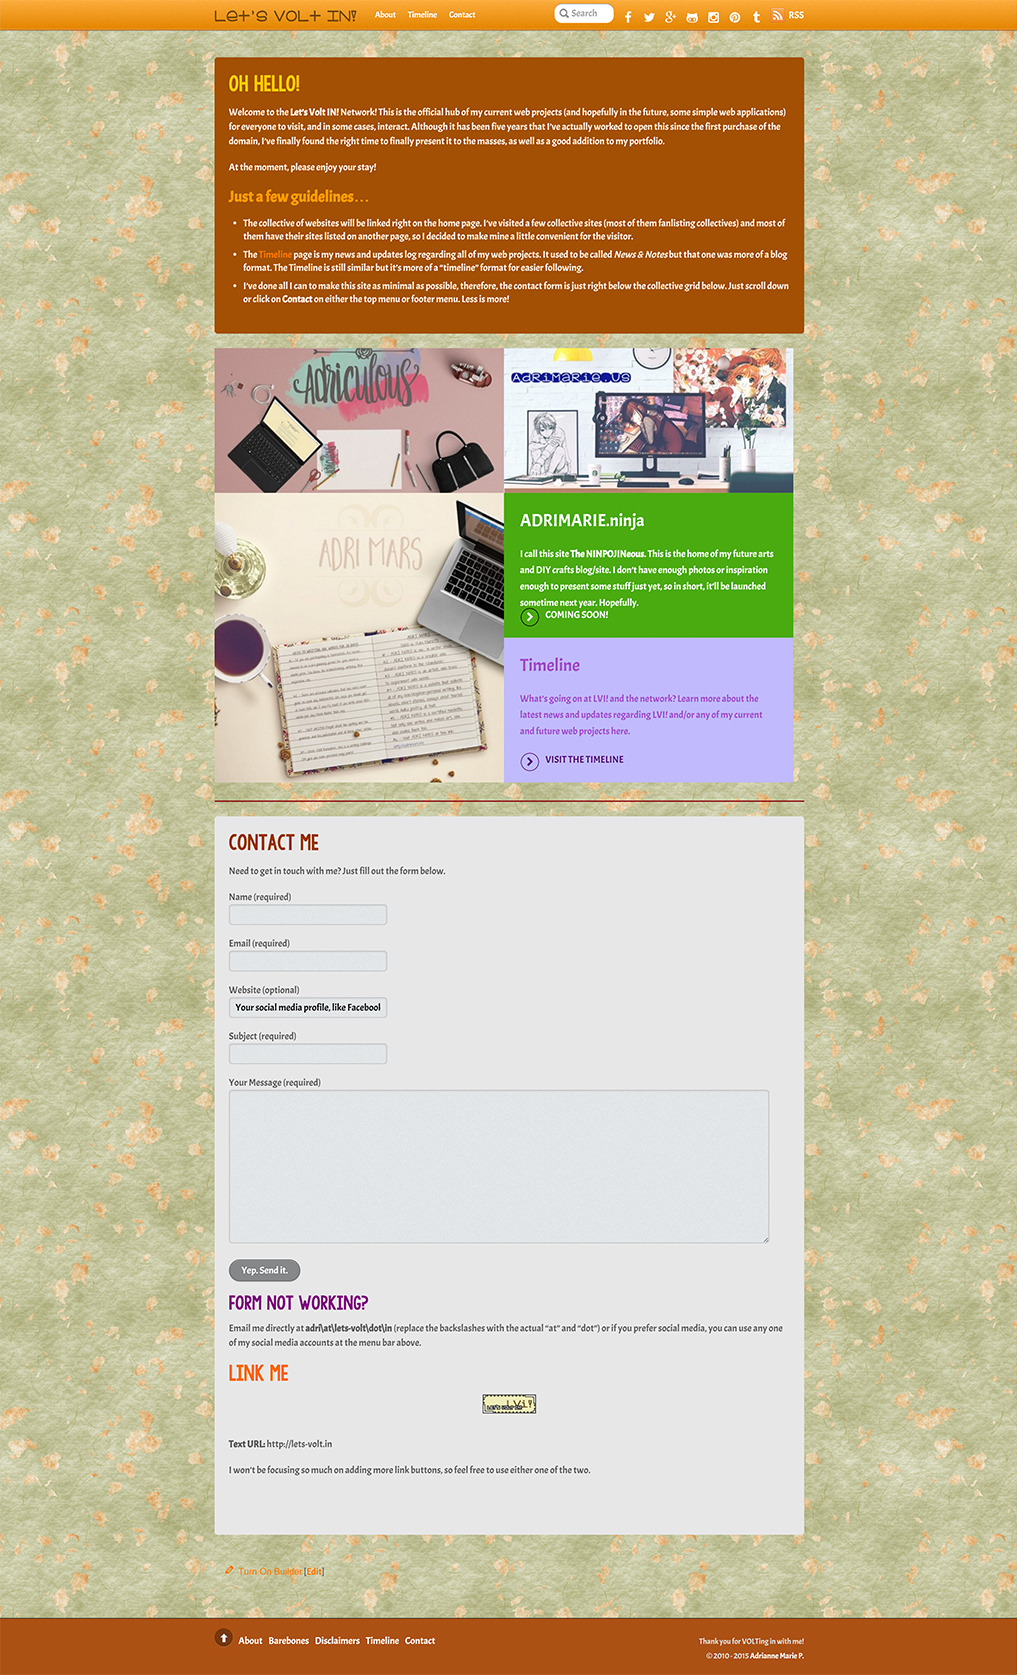 Let's VOLt IN!
About Timeline Contact
Search
RSS
OH HELLO!
Welcome to the Let's Volt IN! Network! This is the official hub of my current web projects (and hopefully in the future, some simple web applications)
for everyone to visit, and in some cases, interact. Although it has been five years that I've actually worked to open this since the first purchase of the
domain, I've finally found the right time to finally present it to the masses, as well as a good addition to my portfolio.
At the moment, please enjoy your stay!
Just a few guidelines...
The collective of websites will be linked right on the home page. I've visited a few collective sites (most of them fanlisting collectives) and most of
them have their sites listed on another page, so I decided to make mine a little convenient for the visitor.
The Timeline page is my news and updates log regarding all of my web projects. It used to be called News & Notes but that one was more of a blog
format. The Timeline is still similar but it's more of a "timeline" format for easier following.
I've done all I can to make this site as minimal as possible, therefore, the contact form is just right below the collective grid below. Just scroll down
or click on Contact on either the top menu or footer menu. Less is more!
Adriculous
ADRIMARIE.US
ADRI MARS
ADRIMARIE.ninja
I call this site The NINPOJINeous. This is the home of my future arts
and DIY crafts blog/site. I don't have enough photos or inspiration
enough to present some stuff just yet, so in short, it'll be launched
sometime next year. Hopefully.
COMING SOON!
Timeline
What's going on at LVI! and the network? Learn more about the
latest news and updates regarding LVI! and/or any of my current
and future web projects here.
VISIT THE TIMELINE
CONTACT ME
Need to get in touch with me? Just fill out the form below.
Name (required)
Email (required)
Website (optional)
Your social media profile, like Facebook
Subject (required)
Your Message (required)
Yep. Send it.
FORM NOT WORKING?
Email me directly at adri\at\lets-volt\dot\in (replace the backslashes with the actual "at" and "dot") or if you prefer social media, you can use any one
of my social media accounts at the menu bar above.
LINK ME
LVI!
Text URL: http://lets-volt.in
I won't be focusing so much on adding more link buttons, so feel free to use either one of the two.
Turn On Builder [Edit]
About Barebones Disclaimers Timeline Contact
Thank you for VOLTing in with me!
© 2010 - 2015 Adrianne Marie P.